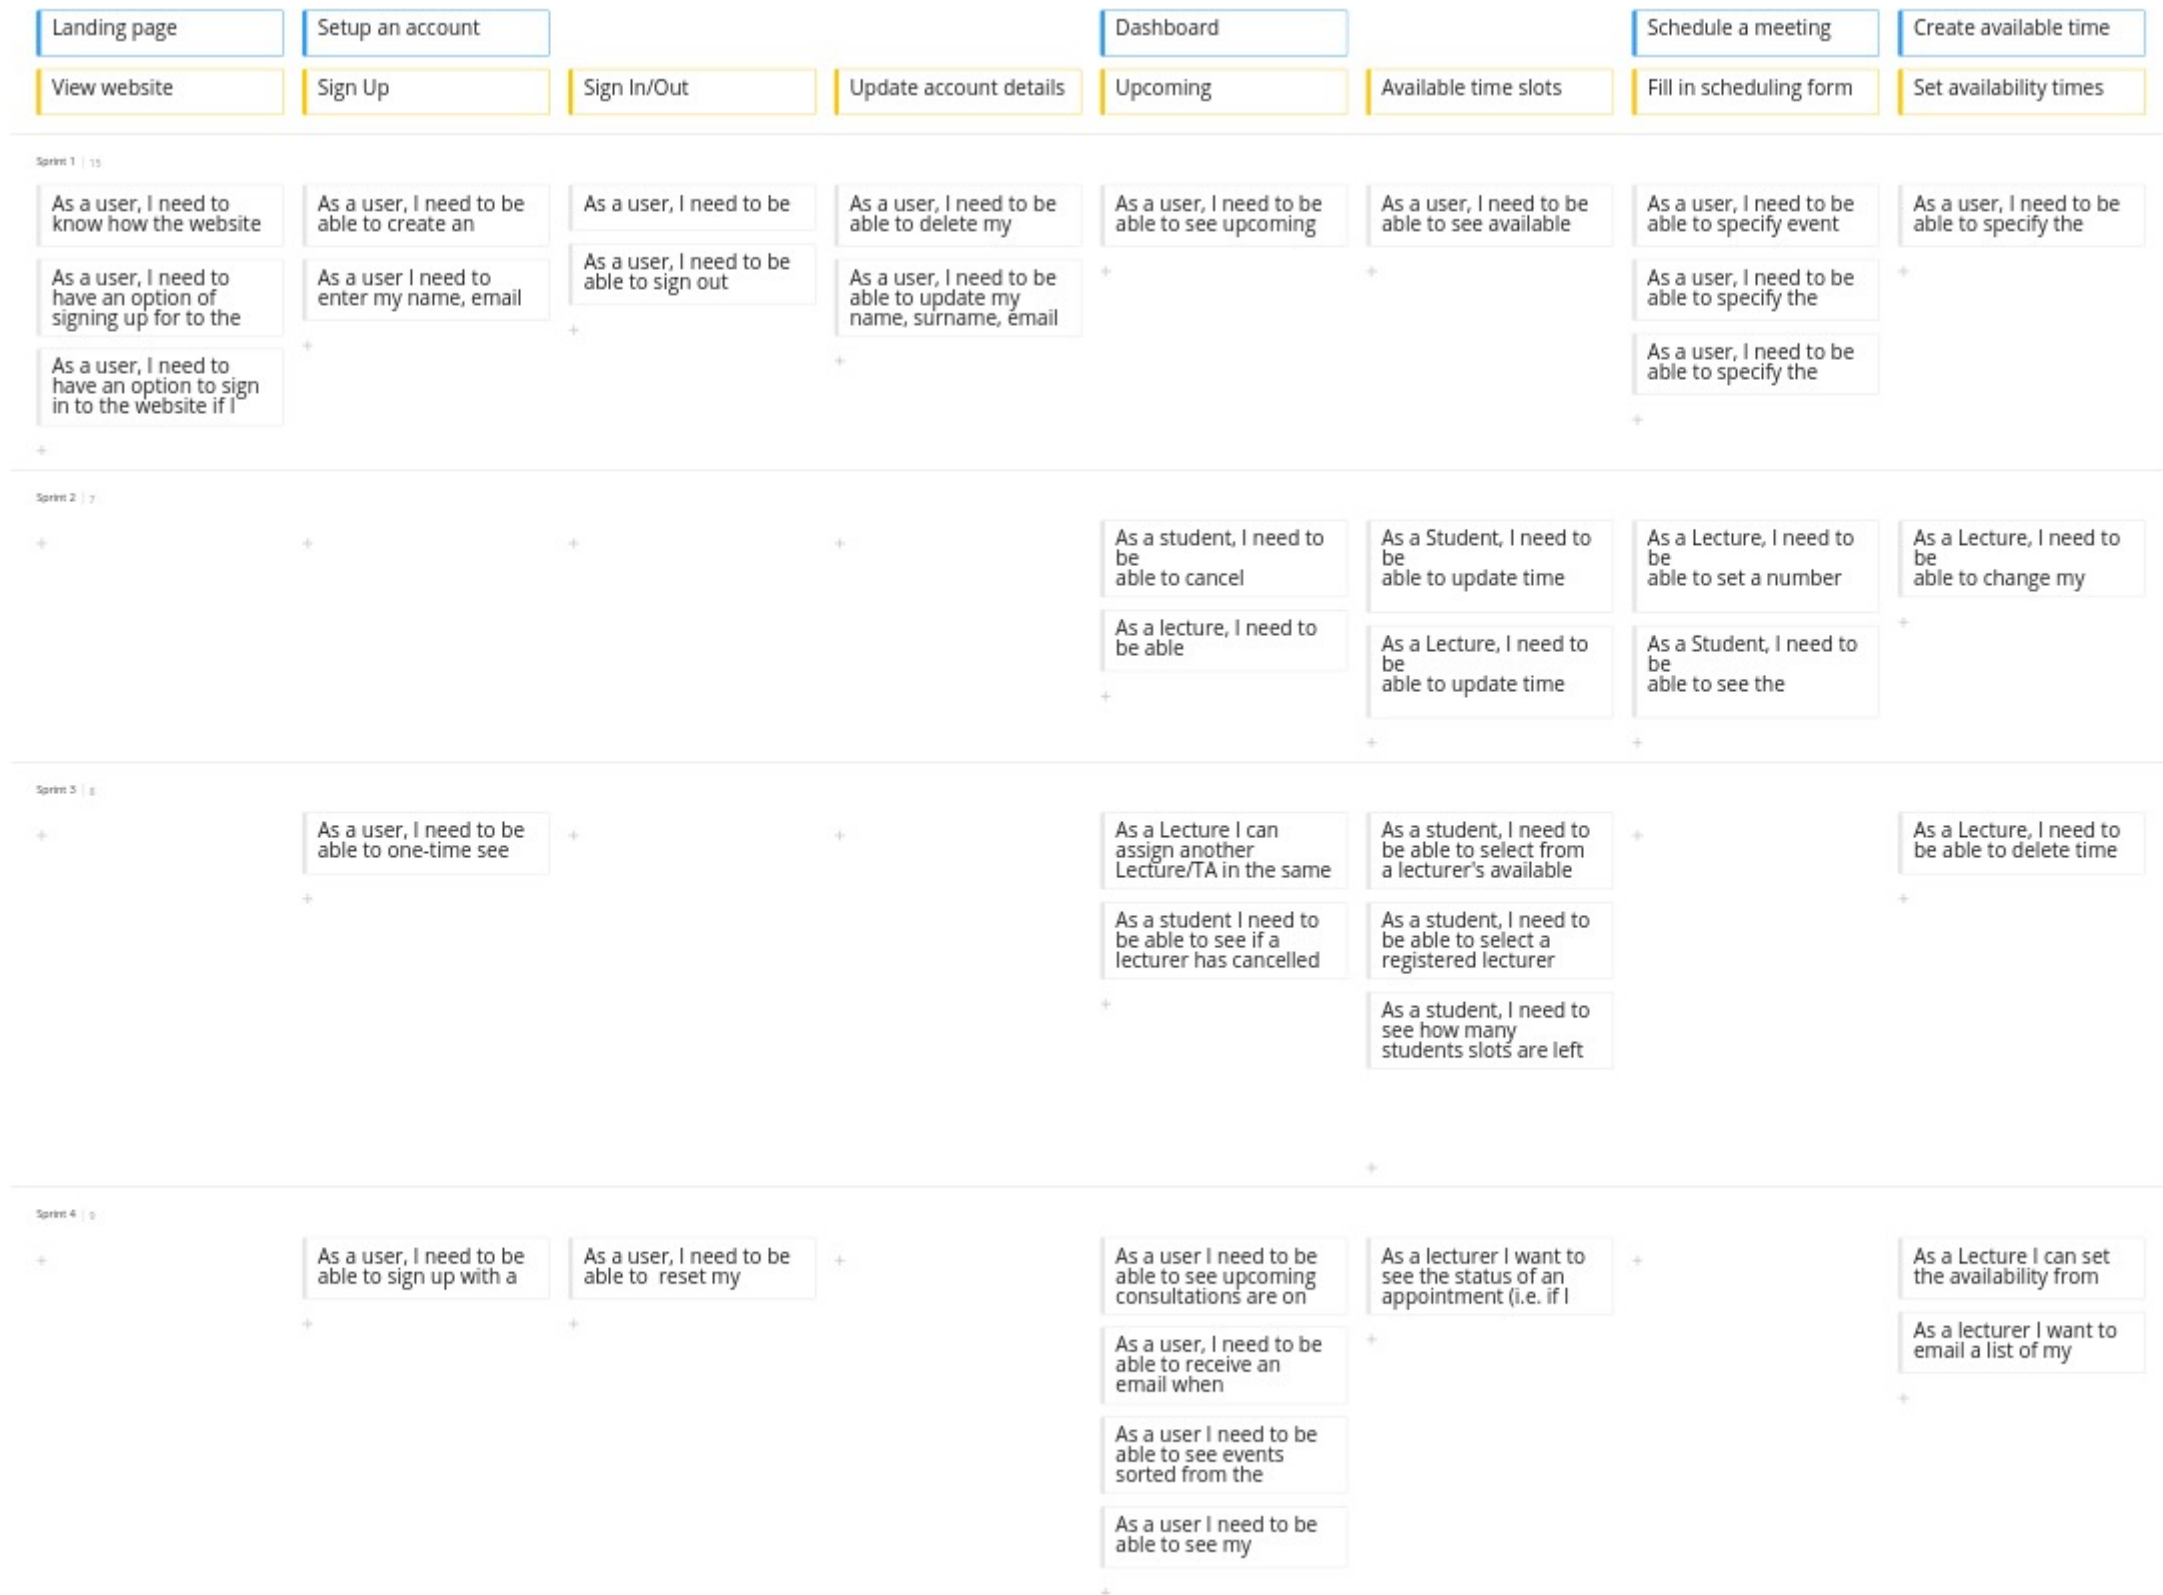 Landing page
Setup an account
Dashboard
Schedule a meeting
Create available time
View website
Sign Up
Sign In/Out
Update account details
Upcoming
Available time slots
Fill in scheduling form
Set availability times
Sprint 1 | 15
As a user, I need to
know how the website
As a user, I need to
have an option of
signing up for to the
As a user, I need to
have an option to sign
in to the website if I
As a user, I need to be
able to create an
As a user I need to
enter my name, email
As a user, I need to be
As a user, I need to be
able to sign out
As a user, I need to be
able to delete my
As a user, I need to be
able to update my
name, surname, email
As a user, I need to be
able to see upcoming
As a user, I need to be
able to see available
As a user, I need to be
able to specify event
As a user, I need to be
able to specify the
As a user, I need to be
able to specify the
As a user, I need to be
able to specify the
Sprint 2 | 7
As a student, I need to
be
able to cancel
As a lecture, I need to
be able
As a Student, I need to
be
able to update time
As a Lecture, I need to
be
able to update time
As a Lecture, I need to
be
able to set a number
As a Student, I need to
be
able to see the
As a Lecture, I need to
be
able to change my
Sprint 3 | 8
As a user, I need to be
able to one-time see
As a Lecture I can
assign another
Lecture/TA in the same
As a student I need to
be able to see if a
lecturer has cancelled
As a student, I need to
be able to select from
a lecturer's available
As a student, I need to
be able to select a
registered lecturer
As a student, I need to
see how many
students slots are left
As a Lecture, I need to
be able to delete time
Sprint 4 | 9
As a user, I need to be
able to sign up with a
As a user, I need to be
able to  reset my
As a user I need to be
able to see upcoming
consultations are on
As a user, I need to be
able to receive an
email when
As a user I need to be
able to see events
sorted from the
As a user I need to be
able to see my
As a lecturer I want to
see the status of an
appointment (i.e. if I
As a Lecture I can set
the availability from
As a lecturer I want to
email a list of my